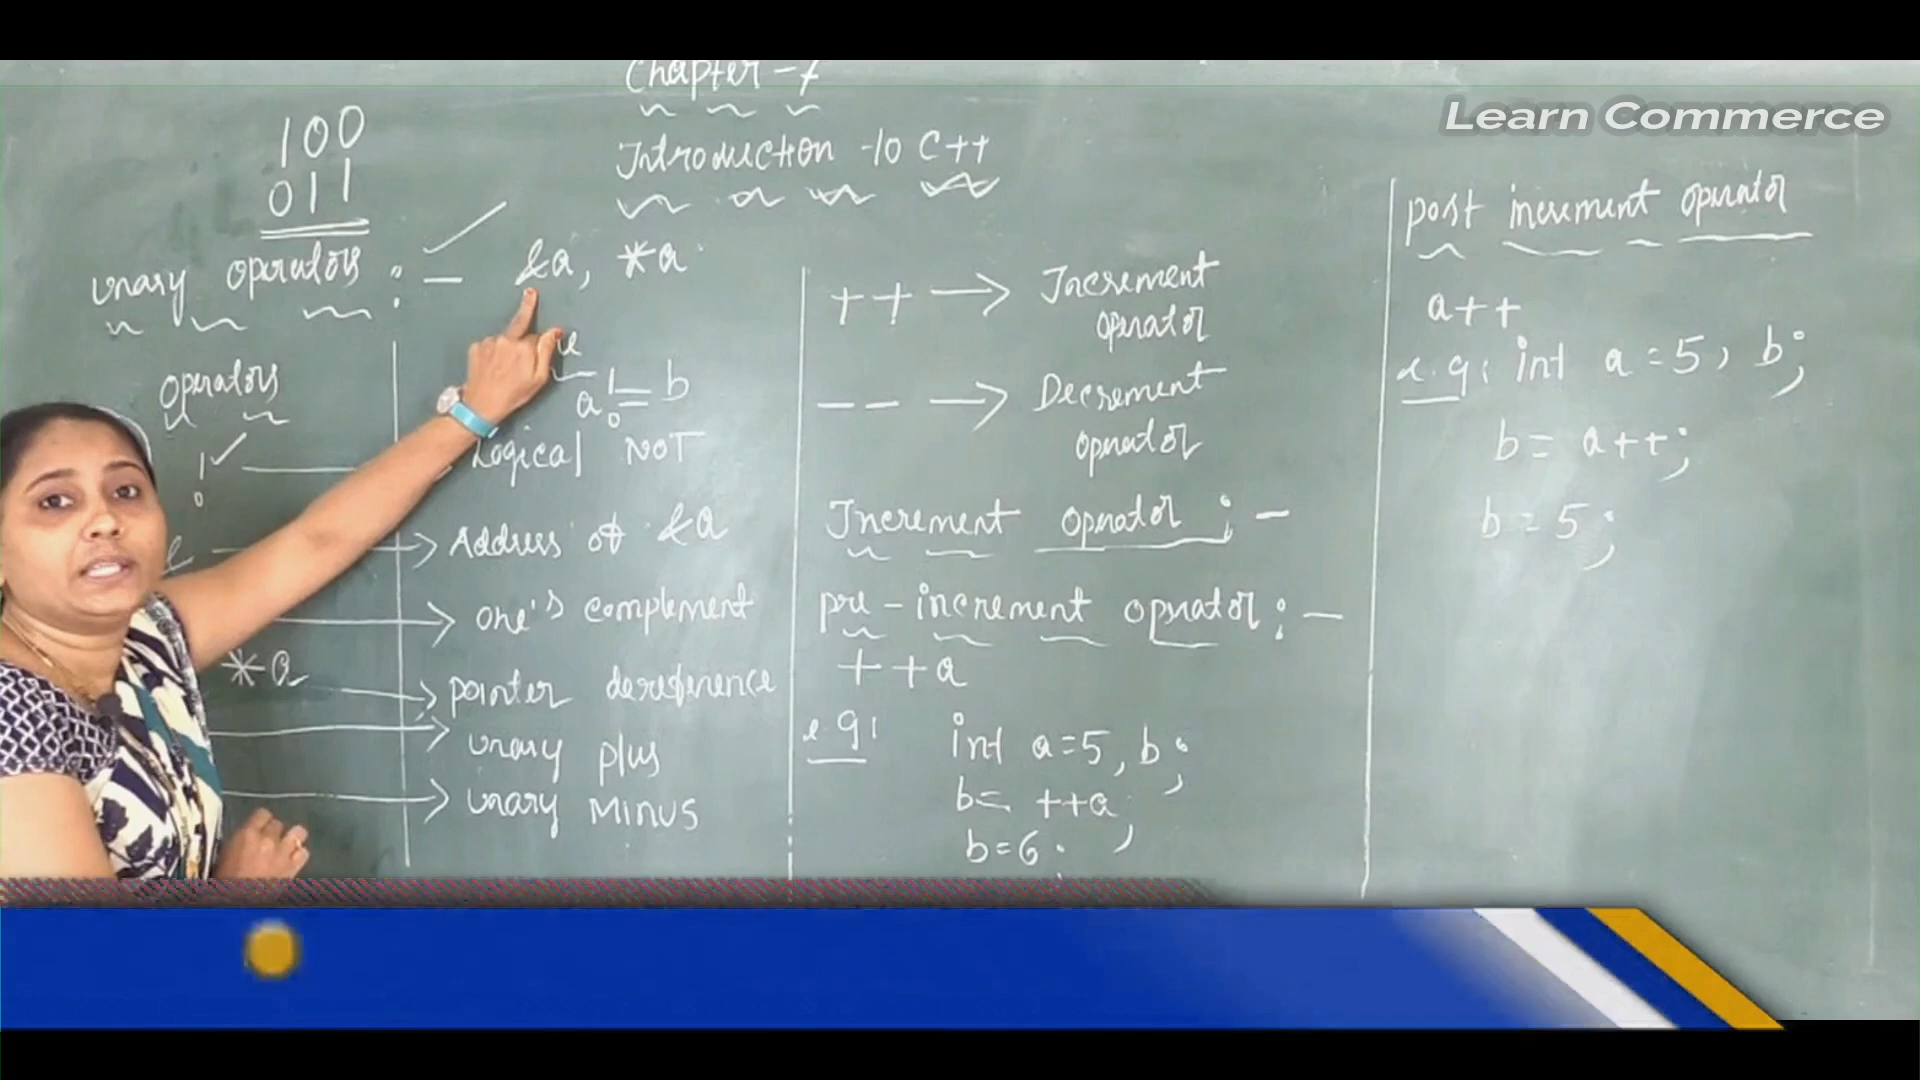 Chapter - 7
Learn Commerce
Introduction to C++
100
011
unary operators :- &a, *a
operators
a != b
! Logical NOT
Address of &a
one's complement
*a pointer dereference
unary plus
unary MINUS
++ → Increment
operator
-- → Decrement
operator
Increment operator :-
pre-increment operator :-
++a
e.g: int a=5, b;
b= ++a;
b=6;
post increment operator
a++
e.g: int a=5, b;
b= a++;
b=5;